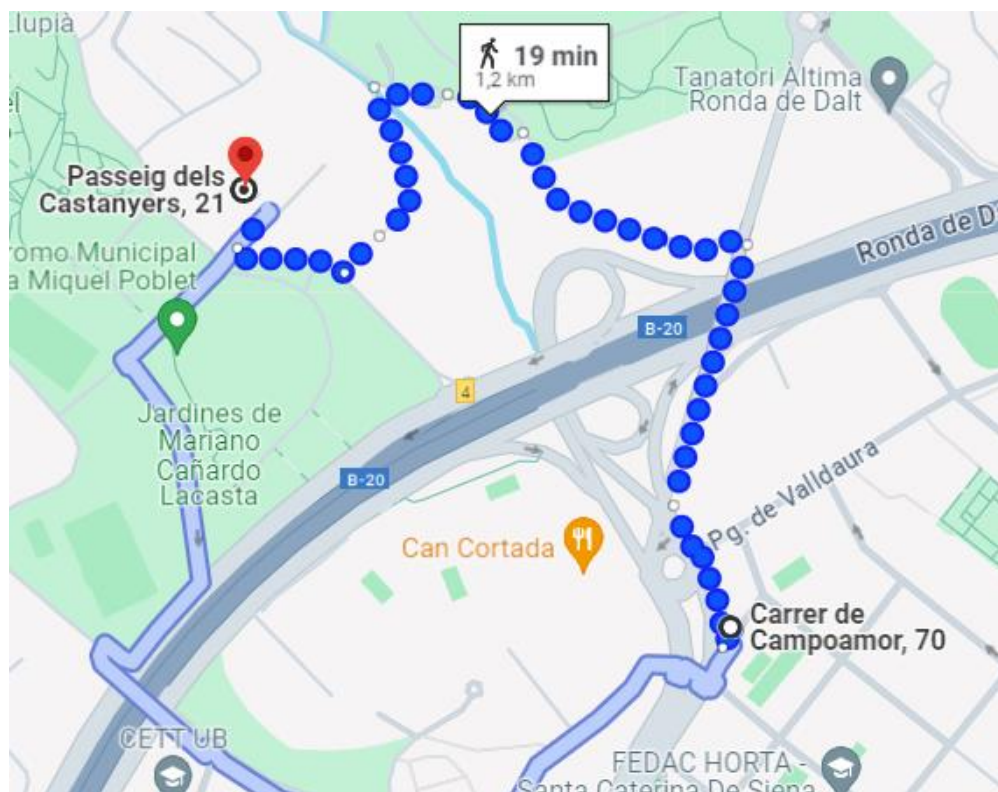 Llupià
19 min
1,2 km
Tanatori Àltima
Ronda de Dalt
Passeig dels
Castanyers, 21
romo Municipal
a Miquel Poblet
Ronda de D
B-20
4
Jardines de
Mariano
Cañardo
Lacasta
B-20
Pg. de Valldaura
Can Cortada
Carrer de
Campoamor, 70
CETT UB
FEDAC HORTA -
Santa Caterina De Siena